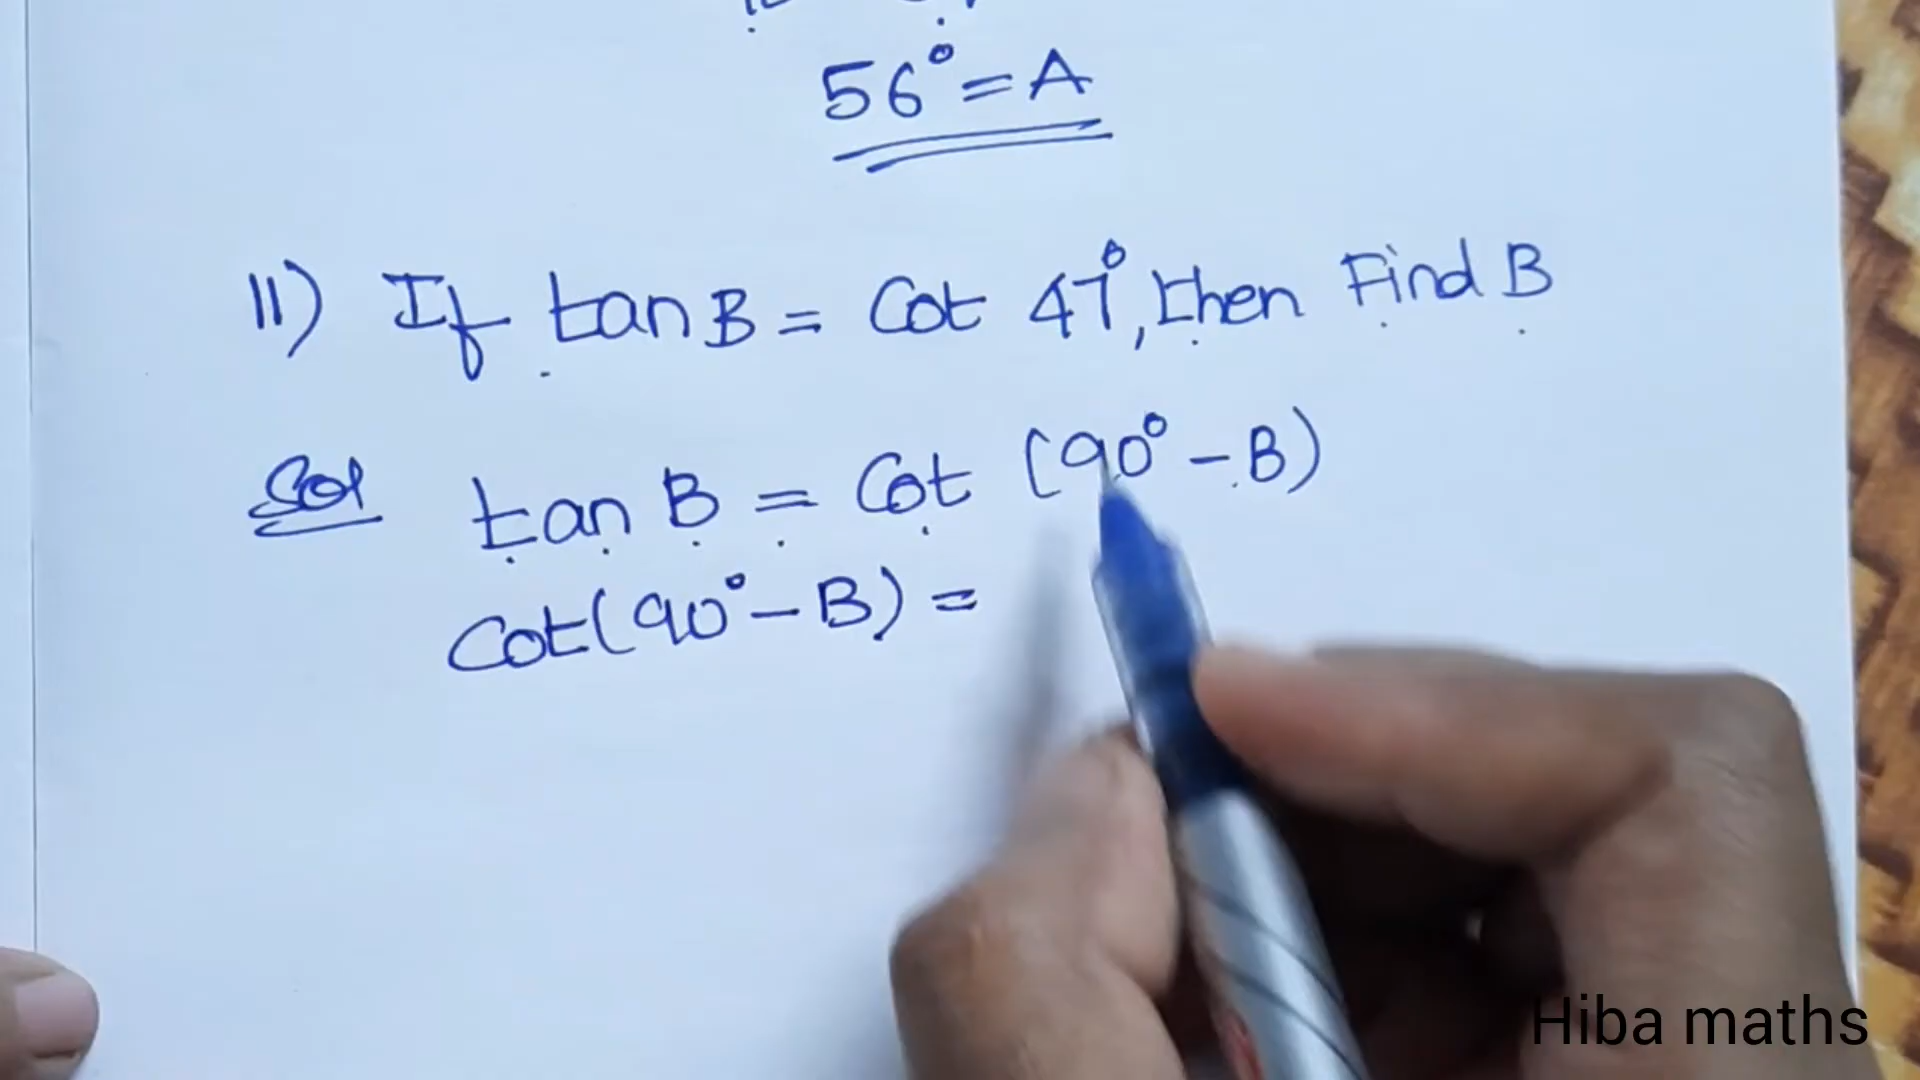 56° = A
11) If tan B = Cot 47°, then Find B
Sol tan B = Cot (90° - B)
Cot(90° - B) =
Hiba maths